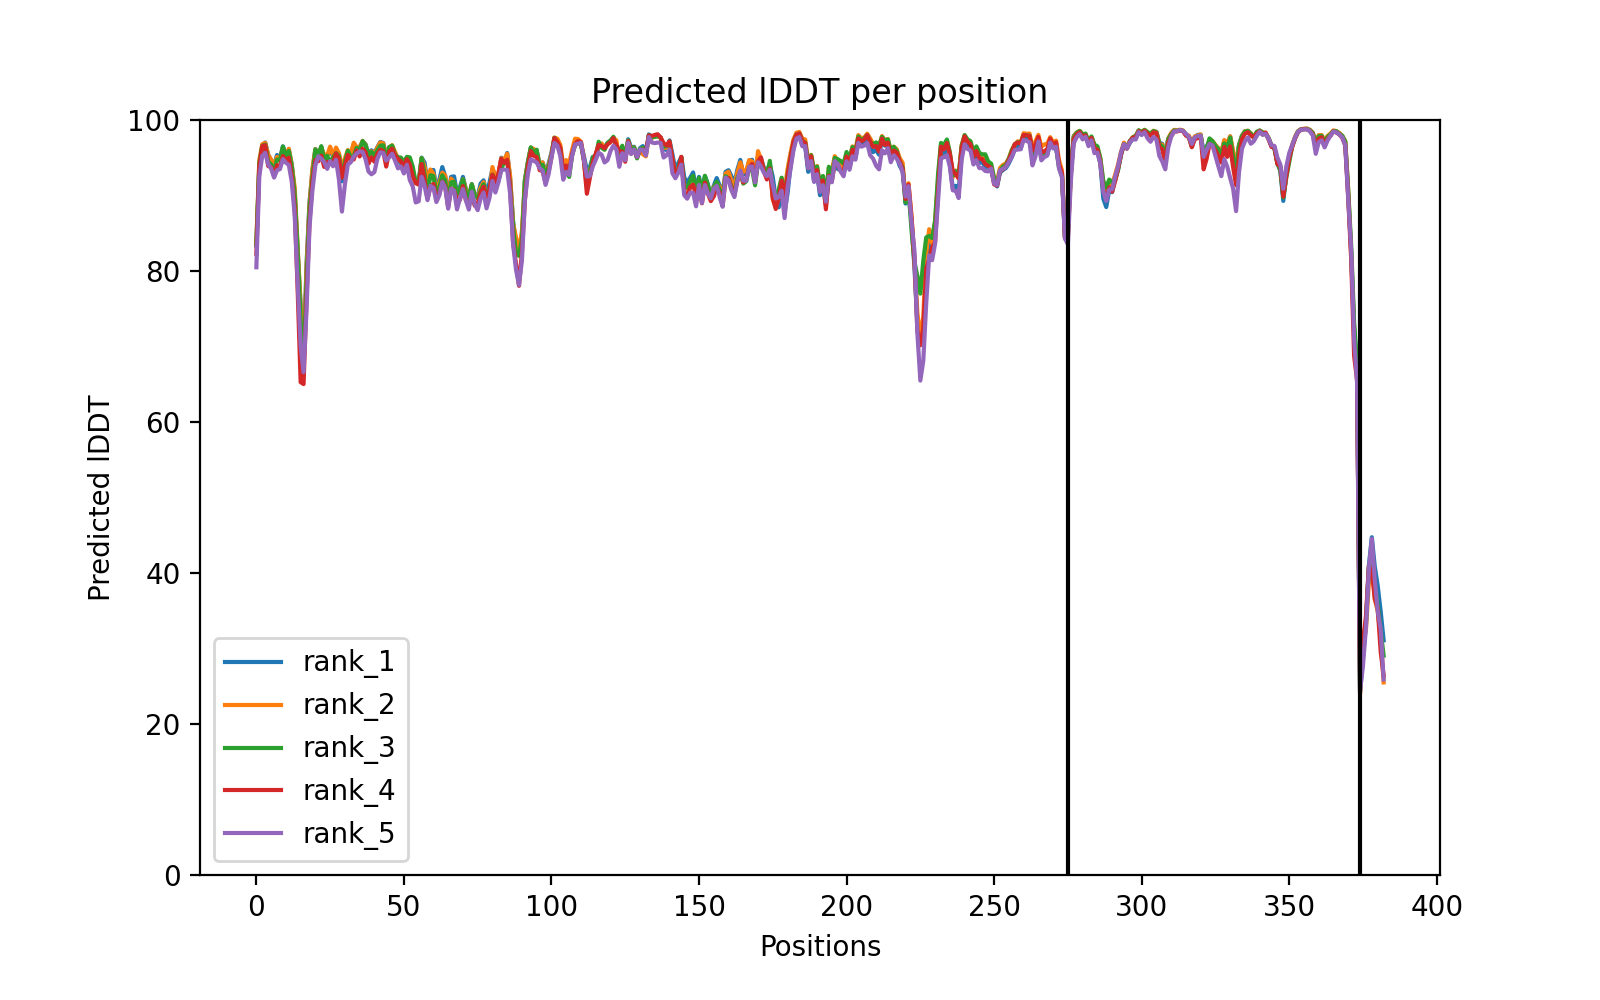 Predicted lDDT per position
100
80
60
40
20
0
Predicted lDDT
rank_1
rank_2
rank_3
rank_4
rank_5
0 50 100 150 200 250 300 350 400
Positions